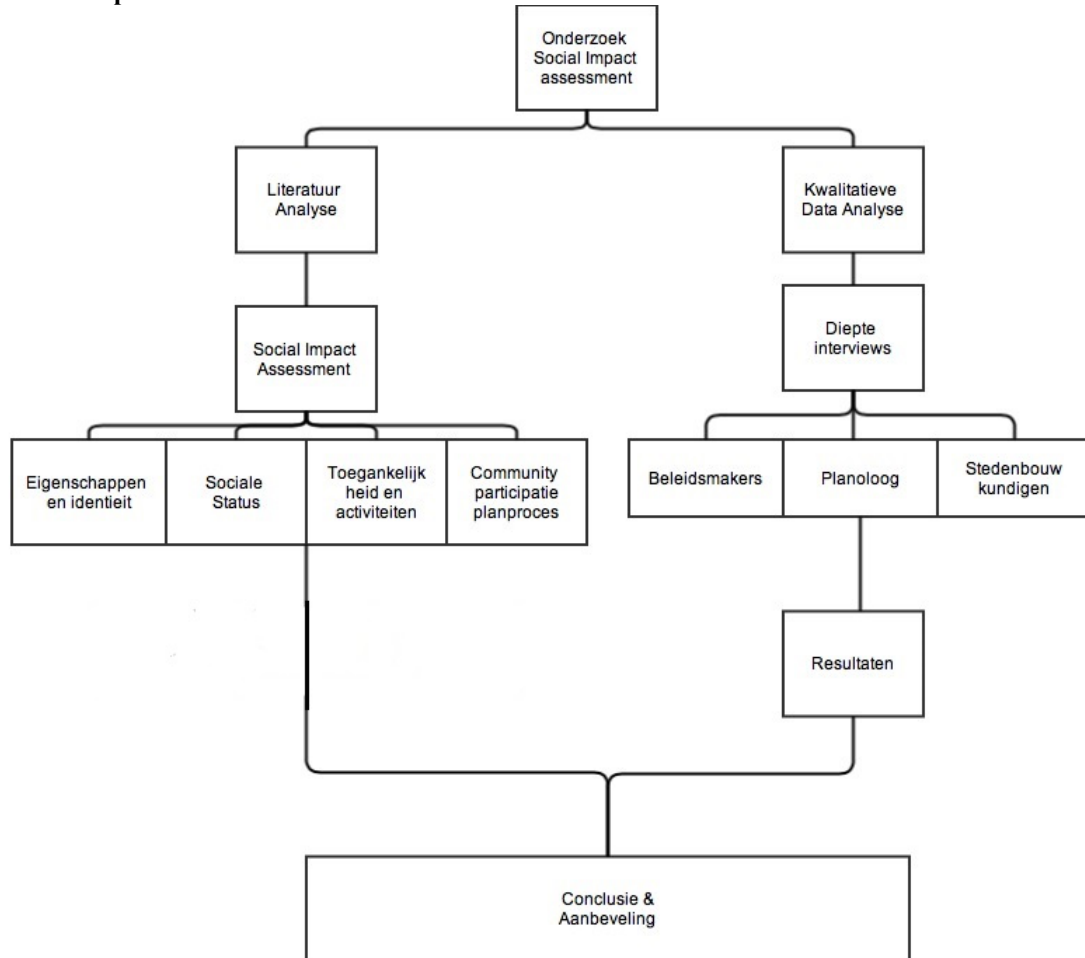 Onderzoek
Social Impact
assessment
Literatuur
Analyse
Kwalitatieve
Data Analyse
Social Impact
Assessment
Diepte
interviews
Eigenschappen
en identieit
Sociale
Status
Toegankelijk
heid en
activiteiten
Community
participatie
planproces
Beleidsmakers
Planoloog
Stedenbouw
kundigen
Resultaten
Conclusie &
Aanbeveling